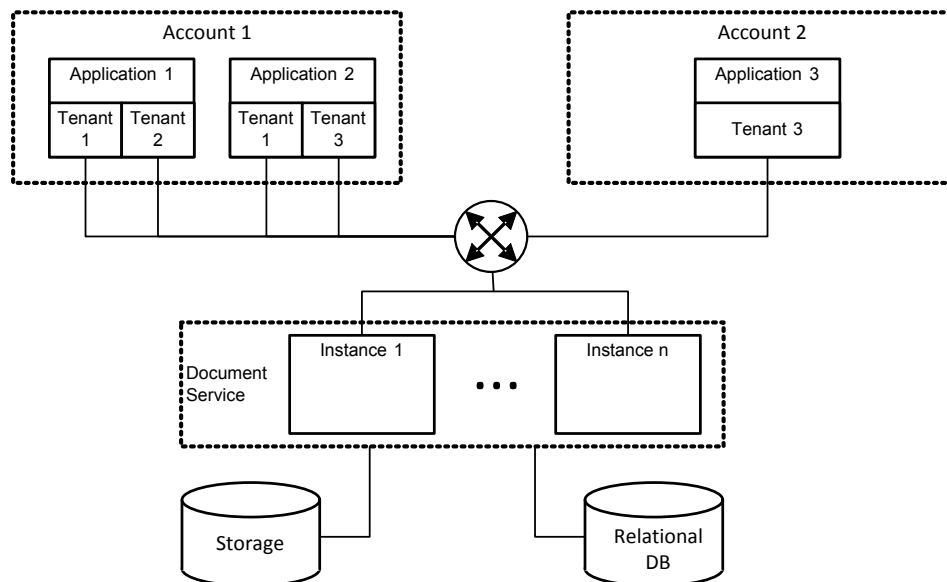 Account 1
Account 2
Application 1
Tenant
1
Tenant
2
Application 2
Tenant
1
Tenant
3
Application 3
Tenant 3
Document
Service
Instance 1
Instance n
Storage
Relational
DB